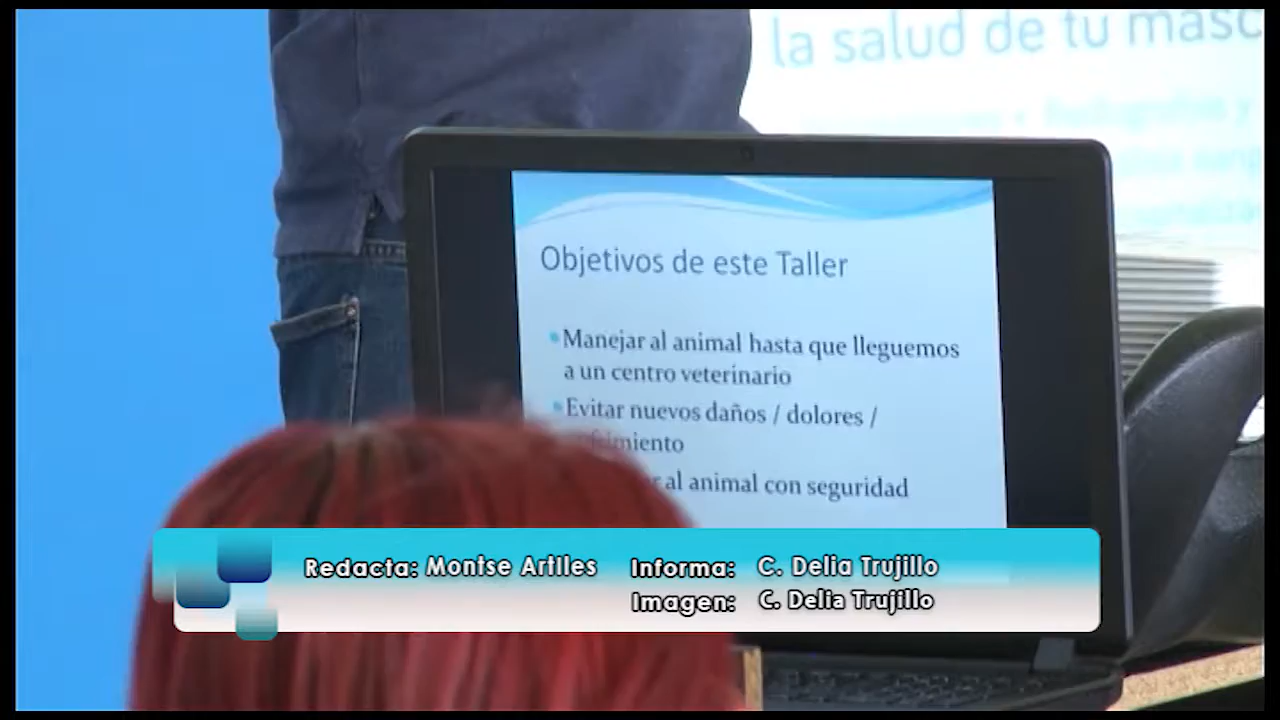 la salud de tu masc
Objetivos de este Taller
Manejar al animal hasta que lleguemos
a un centro veterinario
Evitar nuevos daños / dolores /
al animal con seguridad
Redacta: Montse Artiles Informa: C. Delia Trujillo
Imagen: C. Delia Trujillo